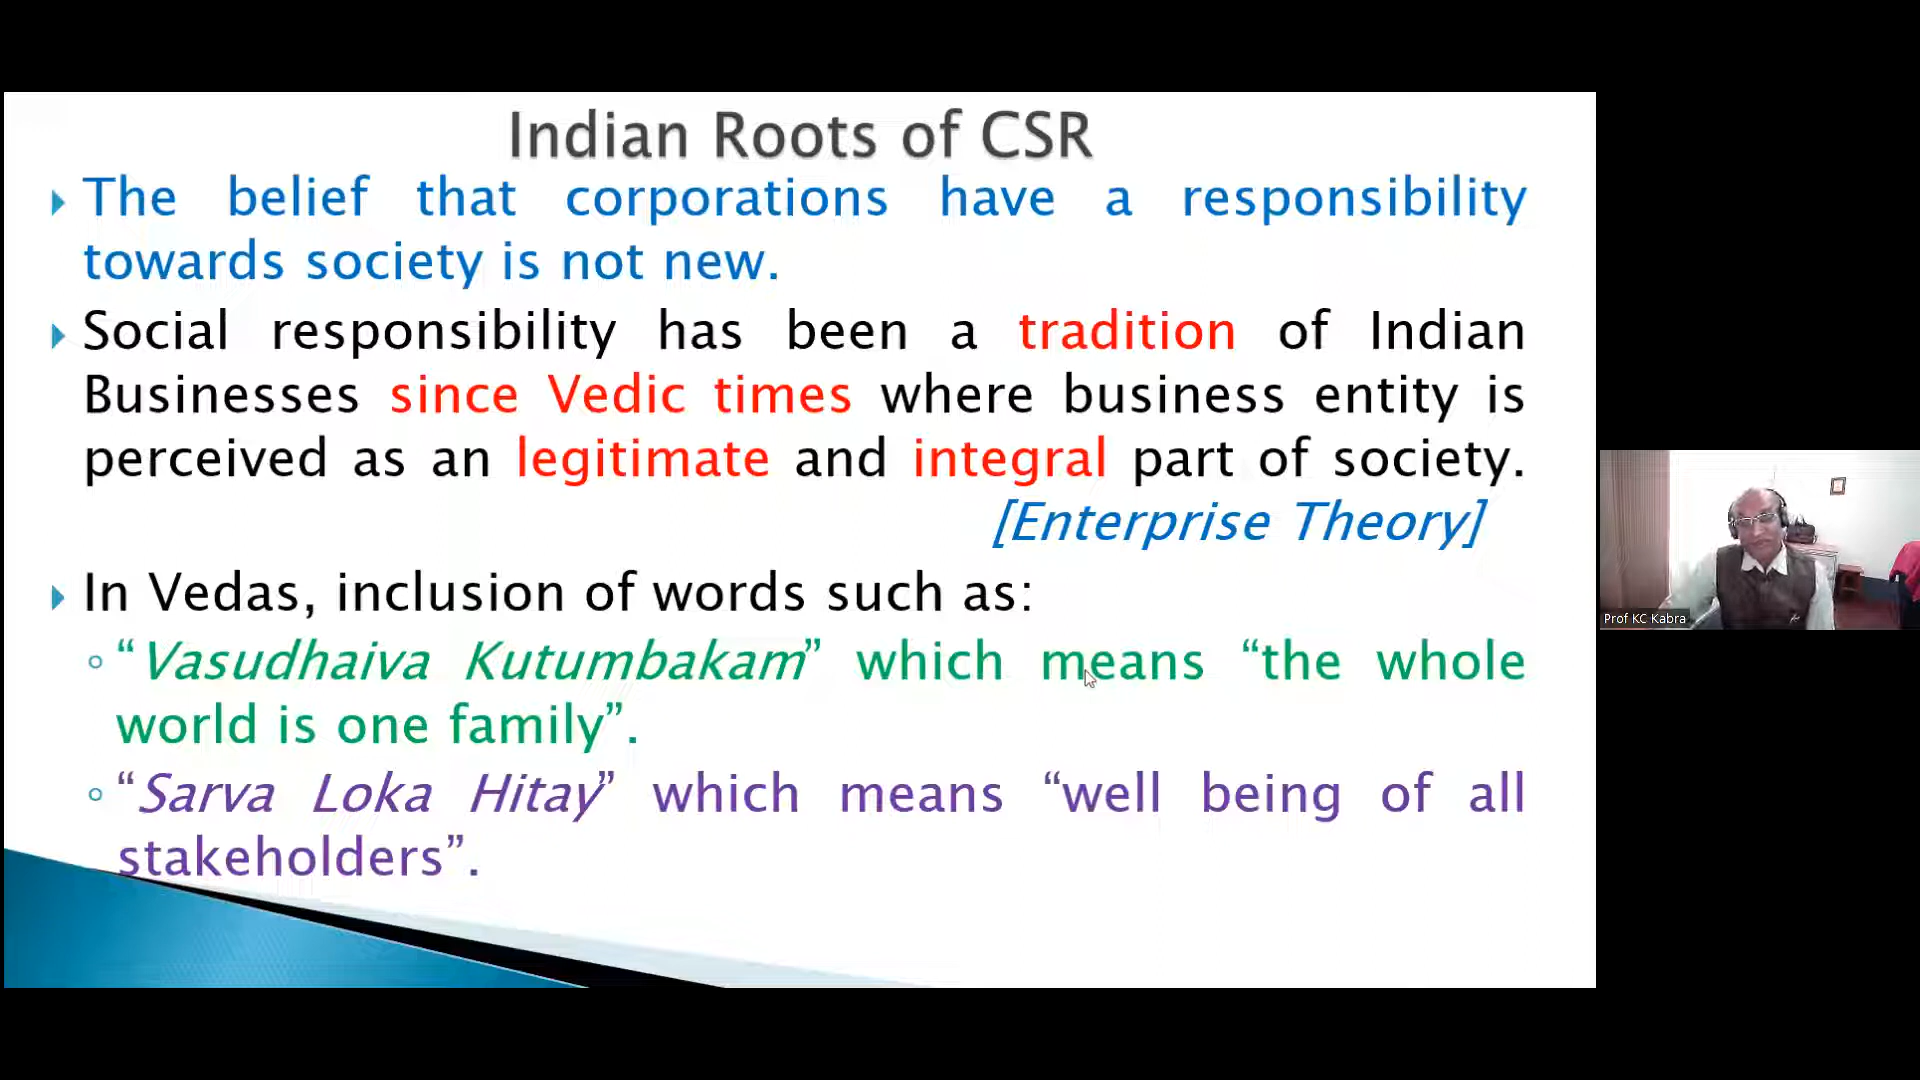 Indian Roots of CSR
The belief that corporations have a responsibility
towards society is not new.
Social responsibility has been a tradition of Indian
Businesses since Vedic times where business entity is
perceived as an legitimate and integral part of society.
[Enterprise Theory]
In Vedas, inclusion of words such as:
“Vasudhaiva Kutumbakam” which means “the whole
world is one family”.
“Sarva Loka Hitay” which means “well being of all
stakeholders”.
Prof KC Kabra